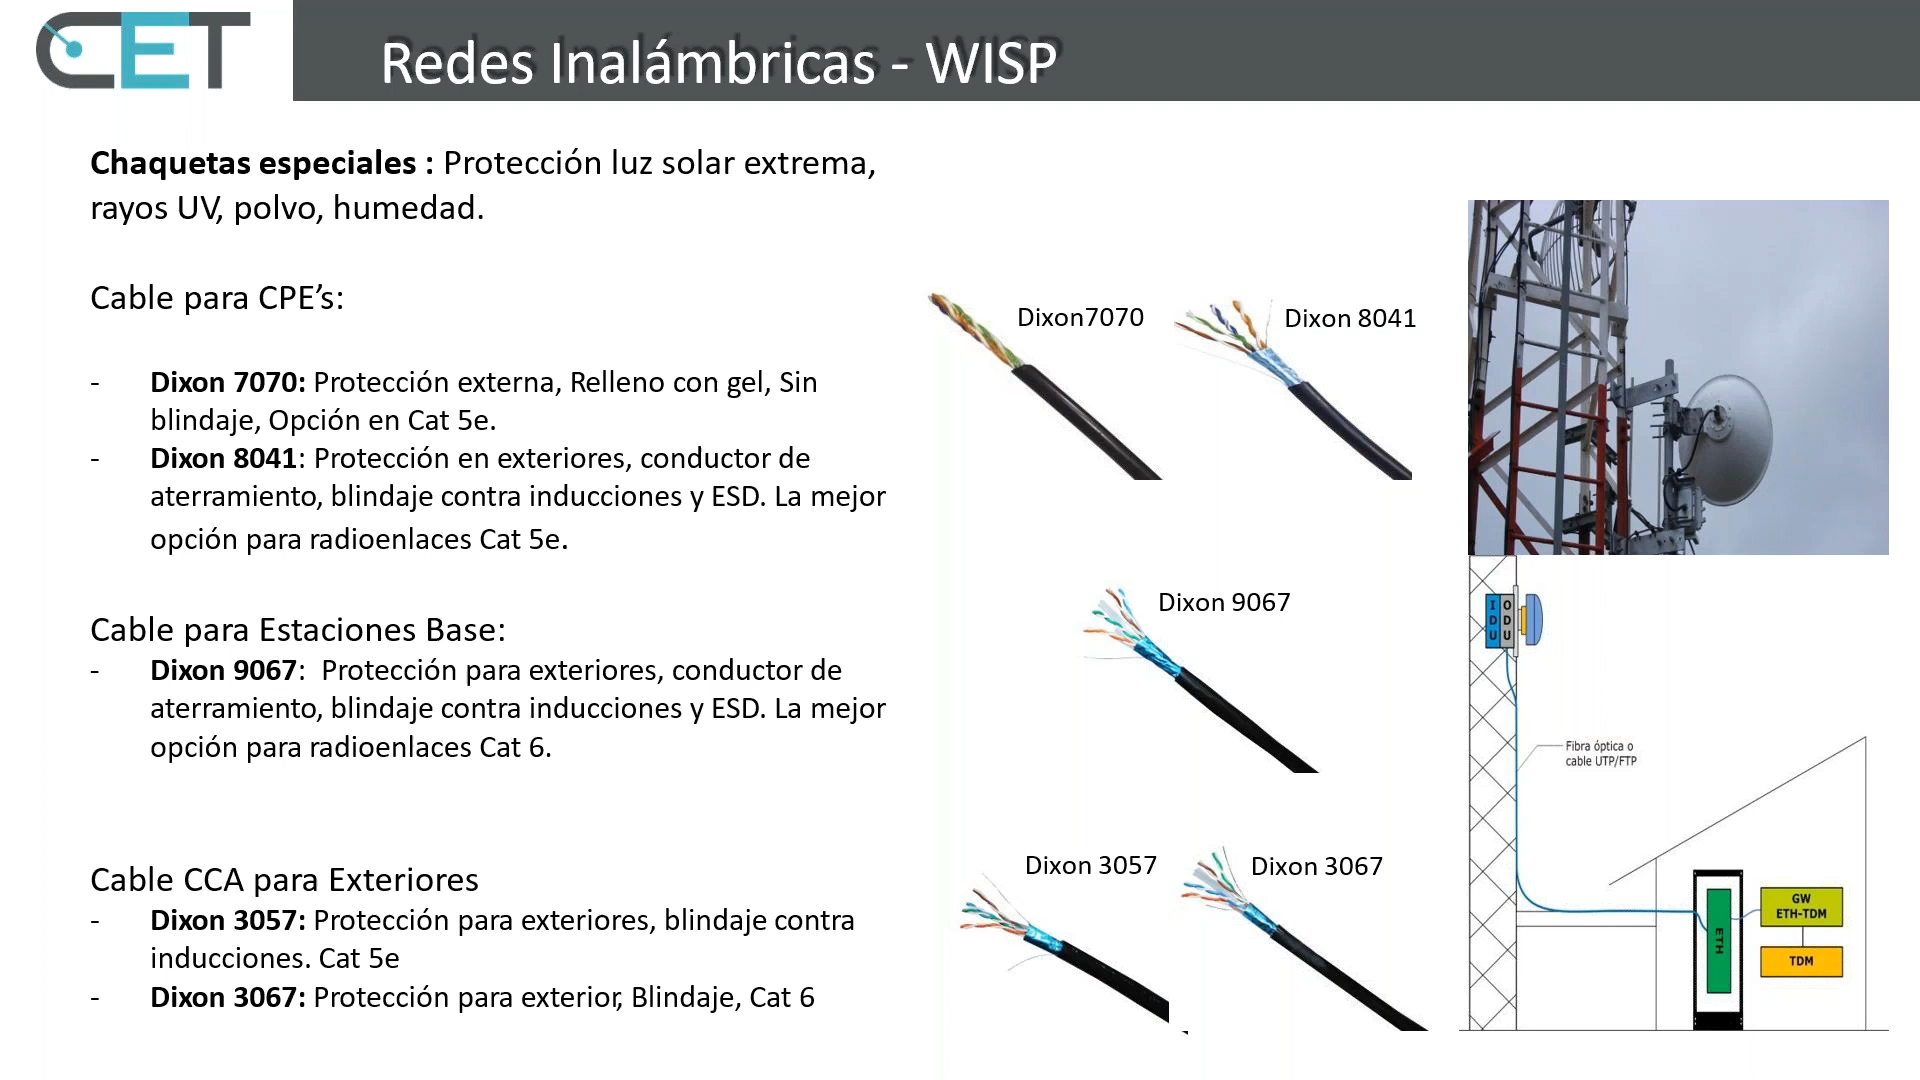 CET
Redes Inalámbricas - WISP
Chaquetas especiales : Protección luz solar extrema,
rayos UV, polvo, humedad.
Cable para CPE’s:
- Dixon 7070: Protección externa, Relleno con gel, Sin
blindaje, Opción en Cat 5e.
- Dixon 8041: Protección en exteriores, conductor de
aterramiento, blindaje contra inducciones y ESD. La mejor
opción para radioenlaces Cat 5e.
Cable para Estaciones Base:
- Dixon 9067:  Protección para exteriores, conductor de
aterramiento, blindaje contra inducciones y ESD. La mejor
opción para radioenlaces Cat 6.
Cable CCA para Exteriores
- Dixon 3057: Protección para exteriores, blindaje contra
inducciones. Cat 5e
- Dixon 3067: Protección para exterior, Blindaje, Cat 6
Dixon7070
Dixon 8041
Dixon 9067
Dixon 3057
Dixon 3067
IDU
ODU
Fibra óptica o
cable UTP/FTP
ETH
GW
ETH-TDM
TDM